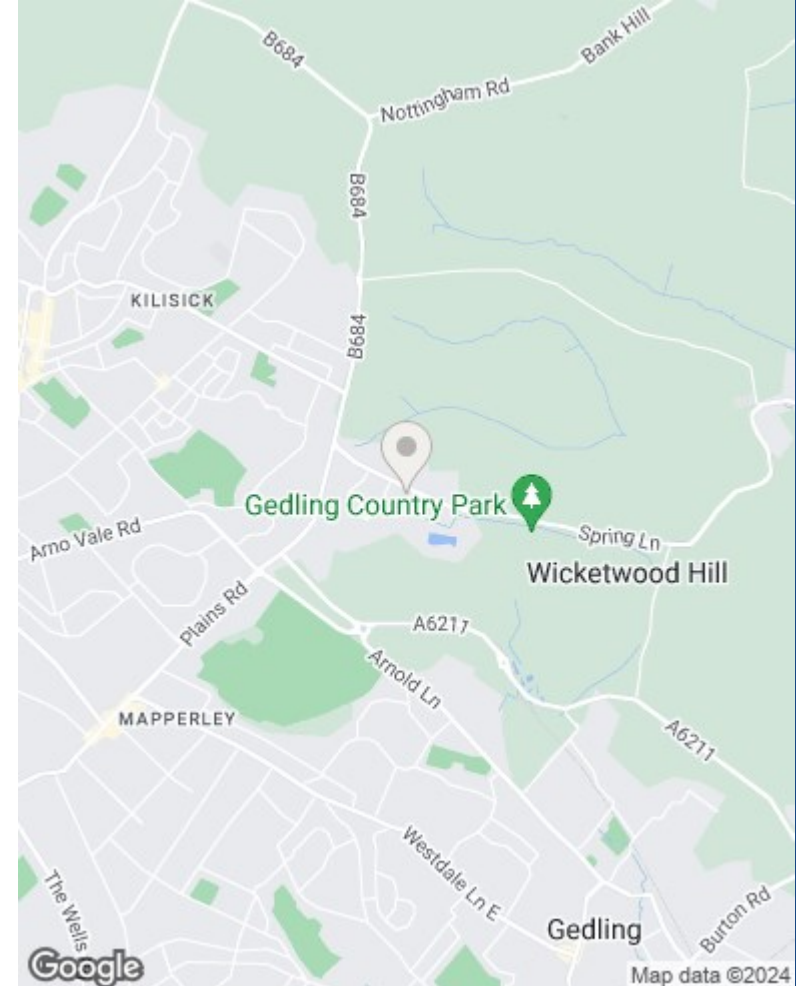 B684
Bank Hill
Nottingham Rd
B684
KILISICK
B684
Gedling Country Park
Arno Vale Rd
Spring Ln
Wicketwood Hill
Plains Rd
A6211
Arnold Ln
MAPPERLEY
A6211
Westdale Ln E
The Wells
Burton Rd
Gedling
Google
Map data ©2024